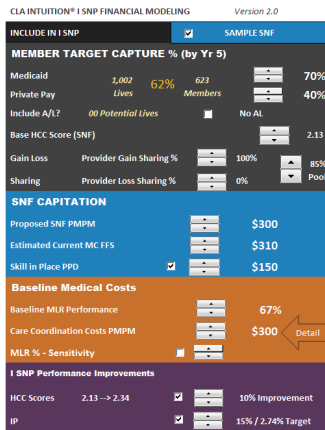 CLA INTUITION® I SNP FINANCIAL MODELING Version 2.0
INCLUDE IN I SNP SAMPLE SNF
MEMBER TARGET CAPTURE % (by Yr 5)
Medicaid 1,002 62% 623 70%
Private Pay Lives Members 40%
Include A/L? 00 Potential Lives No AL
Base HCC Score (SNF) 2.13
Gain Loss Provider Gain Sharing % 100% 85%
Sharing Provider Loss Sharing % 0% Pool
SNF CAPITATION
Proposed SNF PMPM $300
Estimated Current MC FFS $310
Skill in Place PPD $150
Baseline Medical Costs
Baseline MLR Performance 67%
Care Coordination Costs PMPM $300 Detail
MLR % - Sensitivity
I SNP Performance Improvements
HCC Scores 2.13 --> 2.34 10% Improvement
IP 15% / 2.74% Target